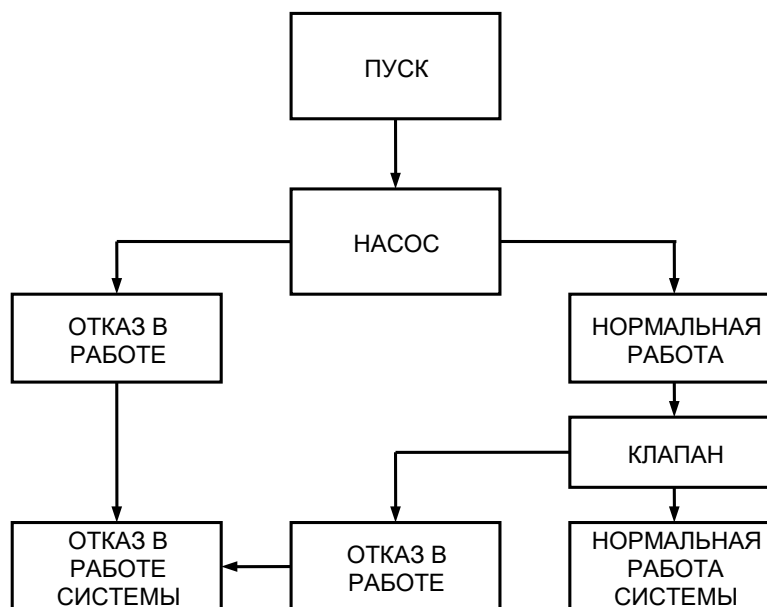 ПУСК
НАСОС
ОТКАЗ В
РАБОТЕ
НОРМАЛЬНАЯ
РАБОТА
КЛАПАН
ОТКАЗ В
РАБОТЕ
СИСТЕМЫ
ОТКАЗ В
РАБОТЕ
НОРМАЛЬНАЯ
РАБОТА
СИСТЕМЫ